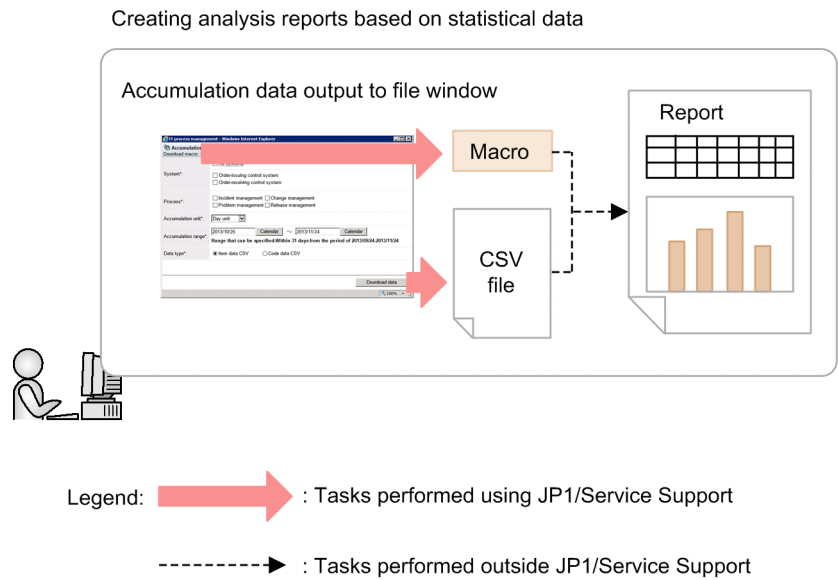 Creating analysis reports based on statistical data
Accumulation data output to file window
IT process management - Windows Internet Explorer
Accumulation
Download macro
System*:
Order-issuing control system
Order-receiving control system
Process*:
Incident management Change management
Problem management Release management
Accumulation unit*: Day unit
Accumulation range*: 2013/10/26 Calendar ~ 2013/11/24 Calendar
Range that can be specified:Within 31 days from the period of 2013/09/24-2013/11/24
Data type*: Item data CSV Code data CSV
Download data
100%
Macro
CSV
file
Report
Legend:
: Tasks performed using JP1/Service Support
: Tasks performed outside JP1/Service Support